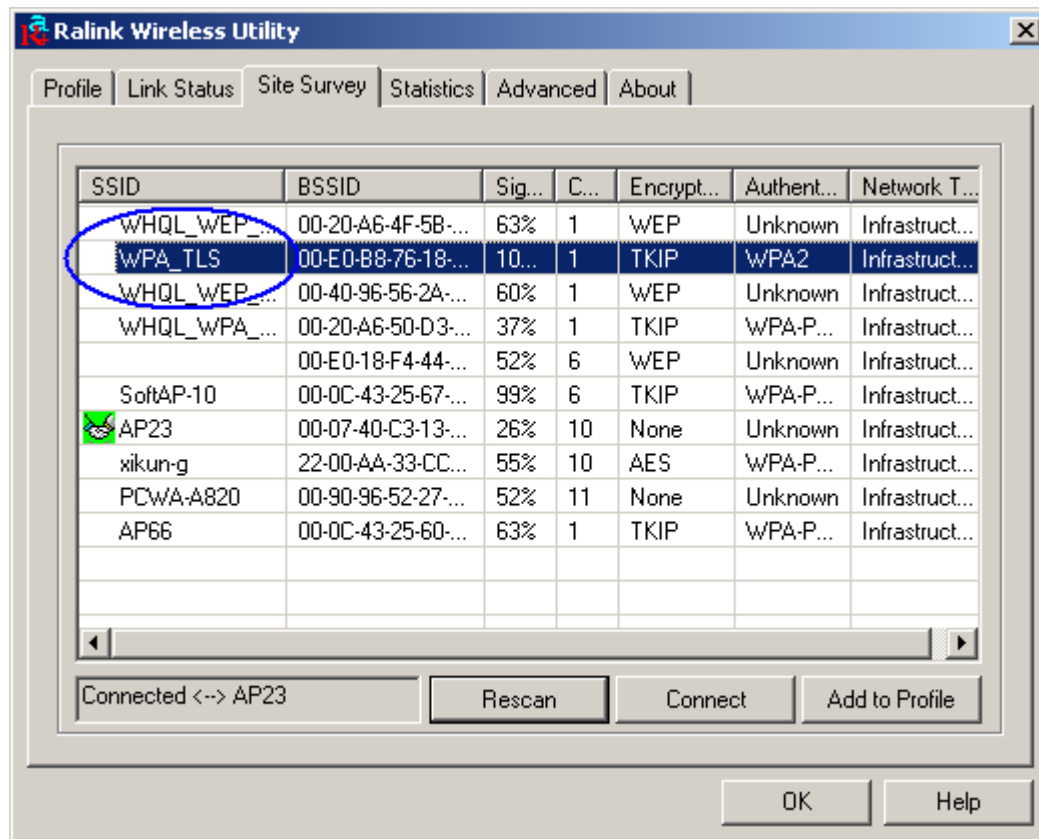 Ralink Wireless Utility
Profile Link Status Site Survey Statistics Advanced About
SSID BSSID Sig... C... Encrypt... Authent... Network T...
WHQL_WEP_... 00-20-A6-4F-5B-... 63% 1 WEP Unknown Infrastruct...
WPA_TLS 00-E0-B8-76-18-... 10... 1 TKIP WPA2 Infrastruct...
WHQL_WEP_... 00-40-96-56-2A-... 60% 1 WEP Unknown Infrastruct...
WHQL_WPA_... 00-20-A6-50-D3-... 37% 1 TKIP WPA-P... Infrastruct...
00-E0-18-F4-44-... 52% 6 WEP Unknown Infrastruct...
SoftAP-10 00-0C-43-25-67-... 99% 6 TKIP WPA-P... Infrastruct...
AP23 00-07-40-C3-13-... 26% 10 None Unknown Infrastruct...
xikun-g 22-00-AA-33-CC... 55% 10 AES WPA-P... Infrastruct...
PCWA-A820 00-90-96-52-27-... 52% 11 None Unknown Infrastruct...
AP66 00-0C-43-25-60-... 63% 1 TKIP WPA-P... Infrastruct...
Connected <--> AP23 Rescan Connect Add to Profile
OK Help